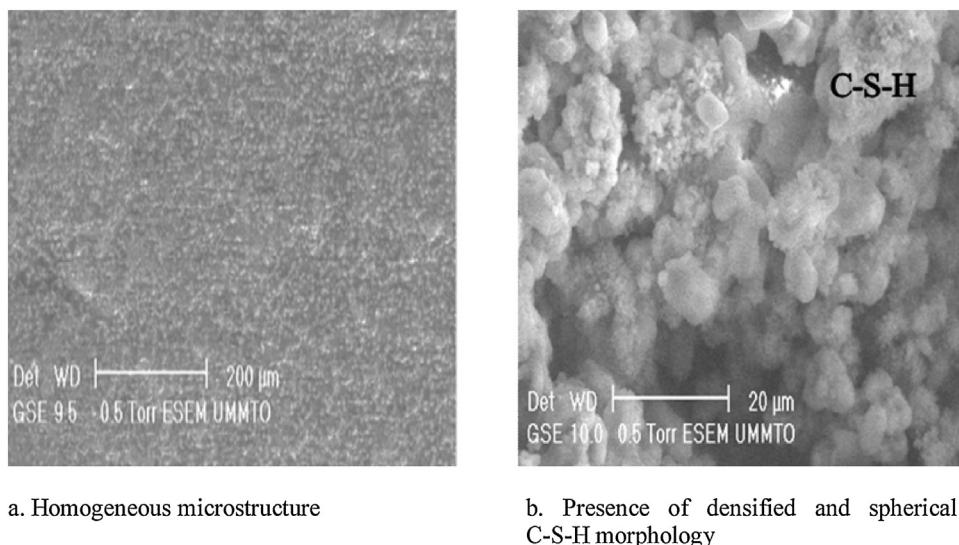 Det WD 200 µm
GSE 9.5 0.5 Torr ESEM UMMTO
a. Homogeneous microstructure
C-S-H
Det WD 20 µm
GSE 10.0 0.5 Torr ESEM UMMTO
b. Presence of densified and spherical
C-S-H morphology